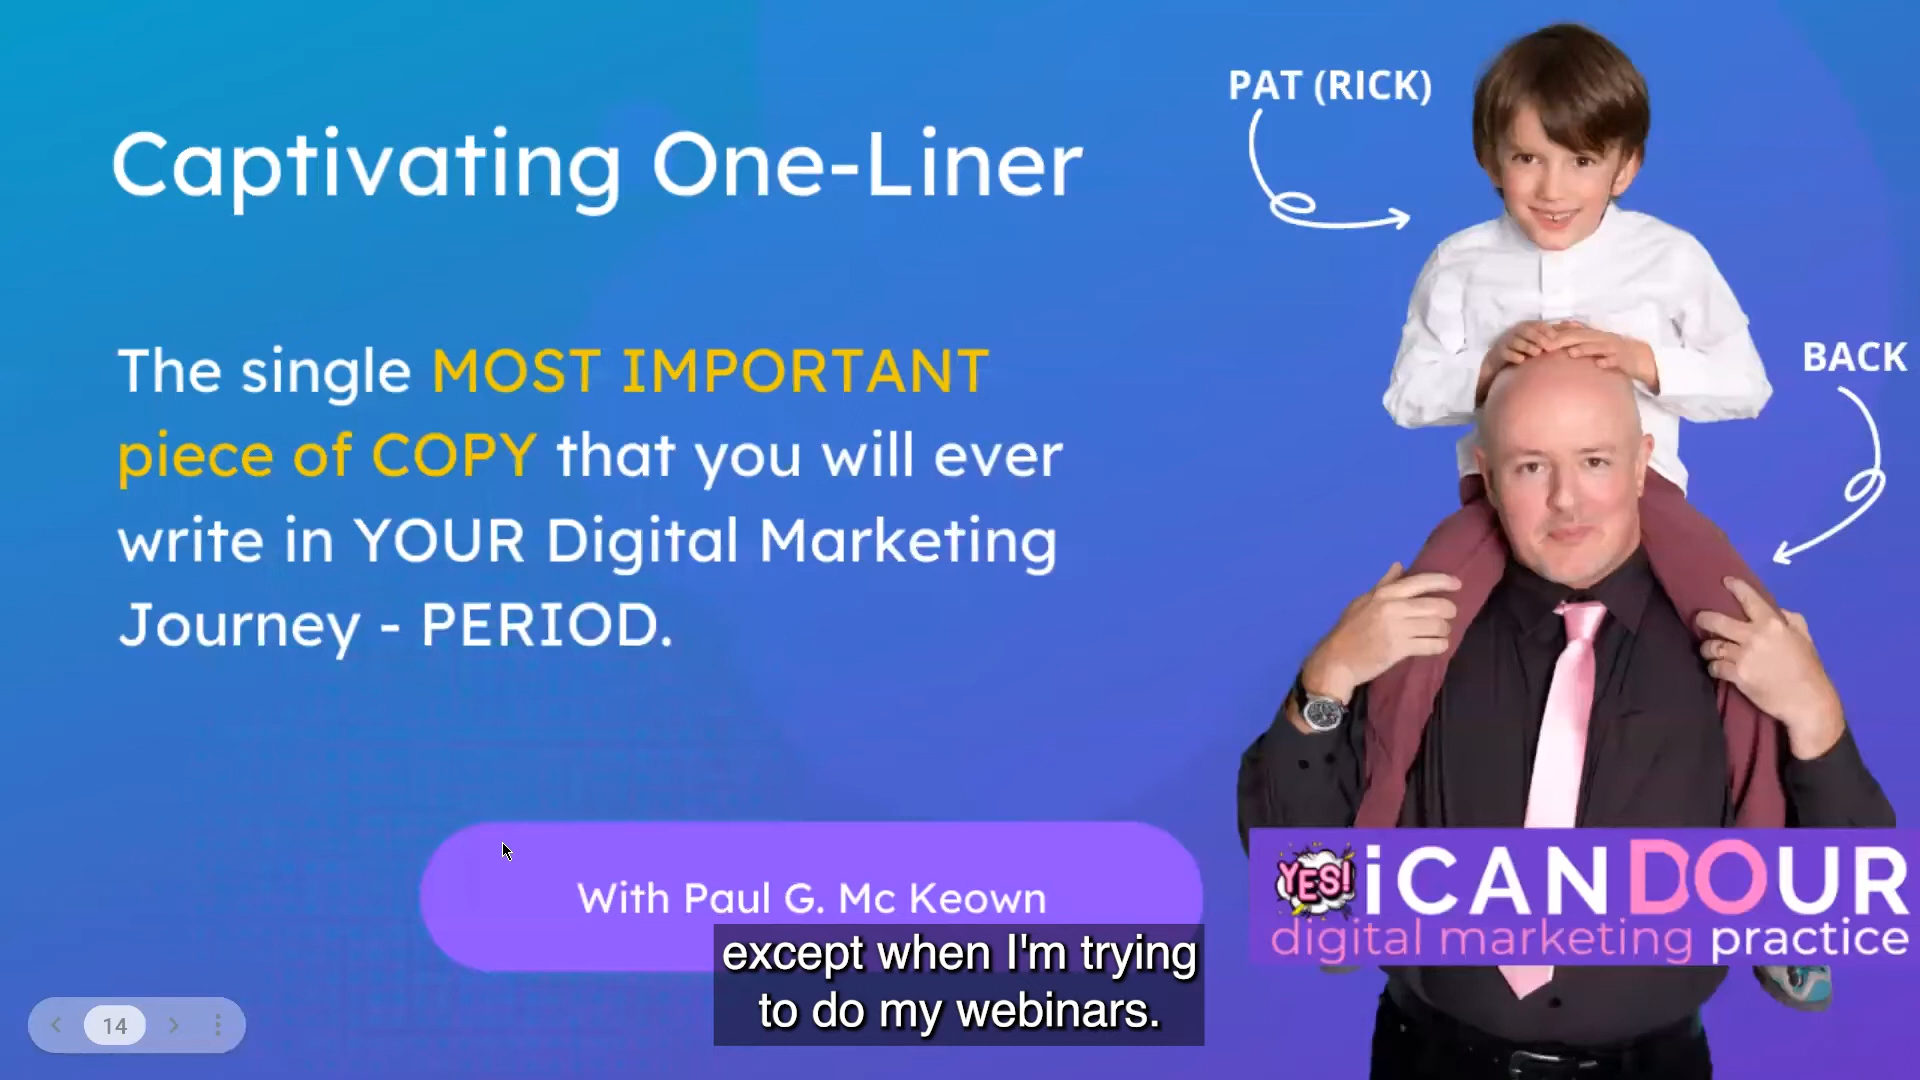 PAT (RICK)
Captivating One-Liner
BACK
The single MOST IMPORTANT
piece of COPY that you will ever
write in YOUR Digital Marketing
Journey - PERIOD.
With Paul G. Mc Keown
YES! iCANDOUR
digital marketing practice
except when I'm trying
to do my webinars.
14